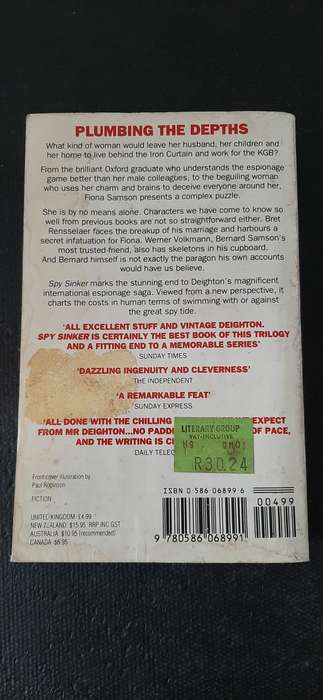 PLUMBING THE DEPTHS
What kind of woman would leave her husband, her children and
her home to live behind the Iron Curtain and work for the KGB?
From the brilliant Oxford graduate who understands the espionage
game better than her male colleagues, to the beguiling woman
who uses her charm and brains to deceive everyone around her,
Fiona Samson presents a complex puzzle.
She is by no means alone. Characters we have come to know so
well from previous books are not so straightforward either. Bret
Rensselaer faces the breakup of his marriage and harbours a
secret infatuation for Fiona. Werner Volkmann, Bernard Samson's
most trusted friend, also has skeletons in his cupboard.
And Bernard himself is not exactly the paragon his own accounts
would have us believe.
Spy Sinker marks the stunning end to Deighton's magnificent
international espionage saga. Viewed from a new perspective, it
charts the costs in human terms of swimming with or against
the great spy tide.
'ALL EXCELLENT STUFF AND VINTAGE DEIGHTON.
SPY SINKER IS CERTAINLY THE BEST BOOK OF THIS TRILOGY
AND A FITTING END TO A MEMORABLE SERIES'
SUNDAY TIMES
'DAZZLING INGENUITY AND CLEVERNESS'
THE INDEPENDENT
'A REMARKABLE FEAT'
SUNDAY EXPRESS
'ALL DONE WITH THE CHILLING EXPECT
FROM MR DEIGHTON... NO PADD OF PACE,
AND THE WRITING IS C
DAILY TELE
LITERARY GROUP
VAT-INCLUSIVE
R30.24
Front cover illustration by
Paul Robinson
FICTION
UNITED KINGDOM £4.99
NEW ZEALAND $15.95 RRP INC GST
AUSTRALIA $10.95 (recommended)
CANADA $6.95
ISBN 0-586-06899-6
00499
9 780586 068991